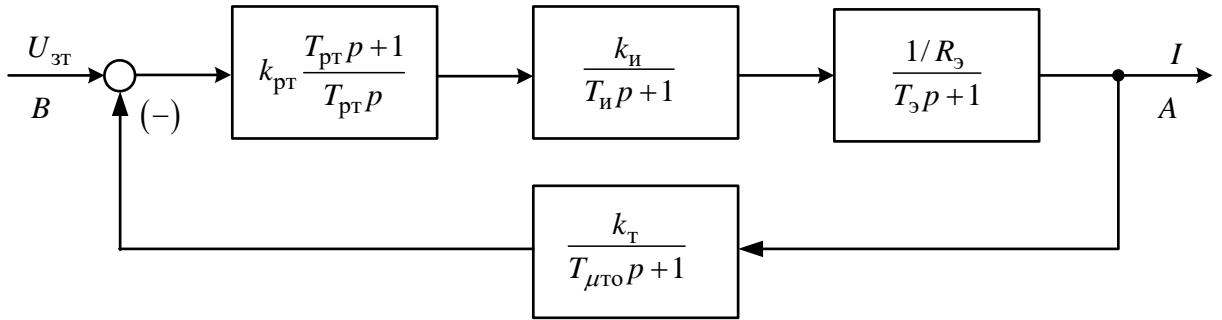 U_зт
B
(−)
k_рт (T_рт p + 1)/(T_рт p)
k_и/(T_и p + 1)
(1/R_э)/(T_э p + 1)
I
A
k_т/(T_μто p + 1)